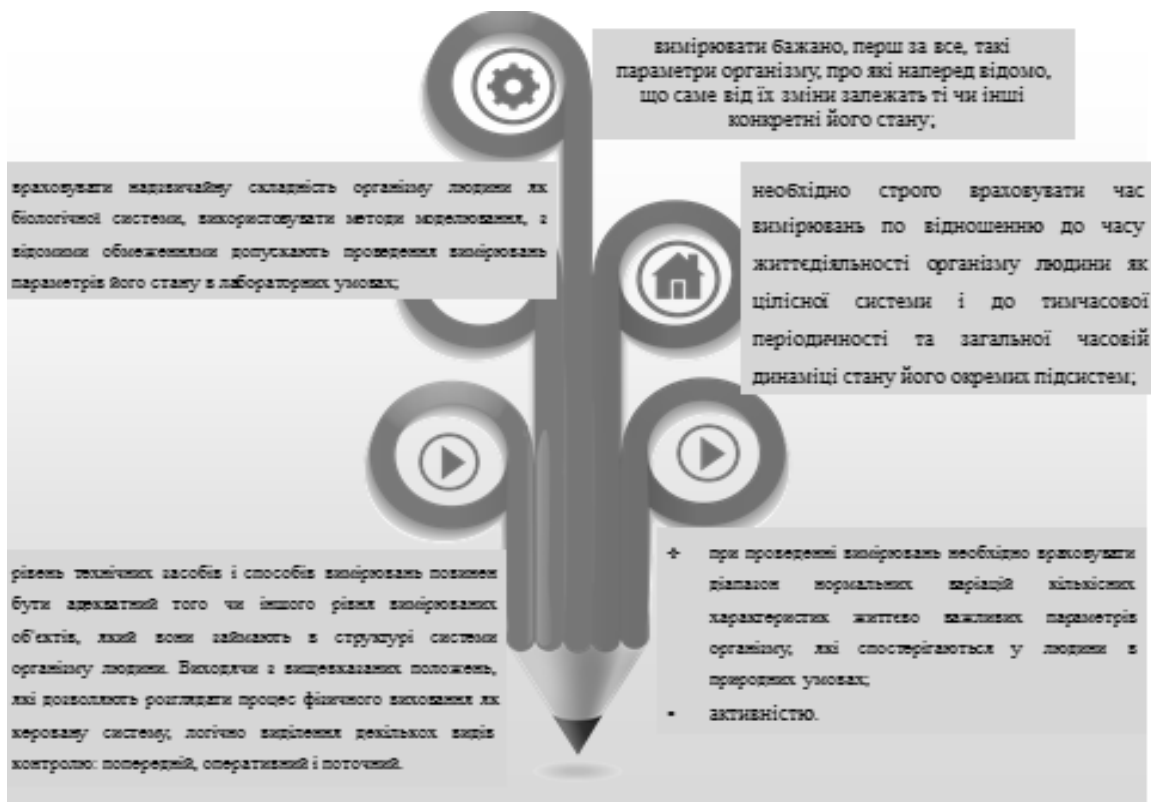 вимірювати бажано, перш за все, такі
параметри організму, про які наперед відомо,
що саме від їх зміни залежать ті чи інші
конкретні його стану;
враховувати надзвичайну складність організму людини як
біологічної системи, використовувати методи моделювання, з
відомими обмеженнями допускають проведення вимірювань
параметрів його стану в лабораторних умовах;
необхідно строго враховувати час
вимірювань по відношенню до часу
життєдіяльності організму людини як
цілісної системи і до тимчасової
періодичності та загальної часовій
динаміці стану його окремих підсистем;
рівень технічних засобів і способів вимірювань повинен
бути адекватний того чи іншого рівня вимірюваних
об'єктів, який вони займають в структурі системи
організму людини. Виходячи з вищевказаних положень,
які дозволяють розглядати процес фізичного виховання як
керовану систему, логічно виділення декількох видів
контролю: попередній, оперативний і поточний.
при проведенні вимірювань необхідно враховувати
діапазон нормальних варіацій кількісних
характеристик життєво важливих параметрів
організму, які спостерігаються у людини в
природних умовах;
- активністю.